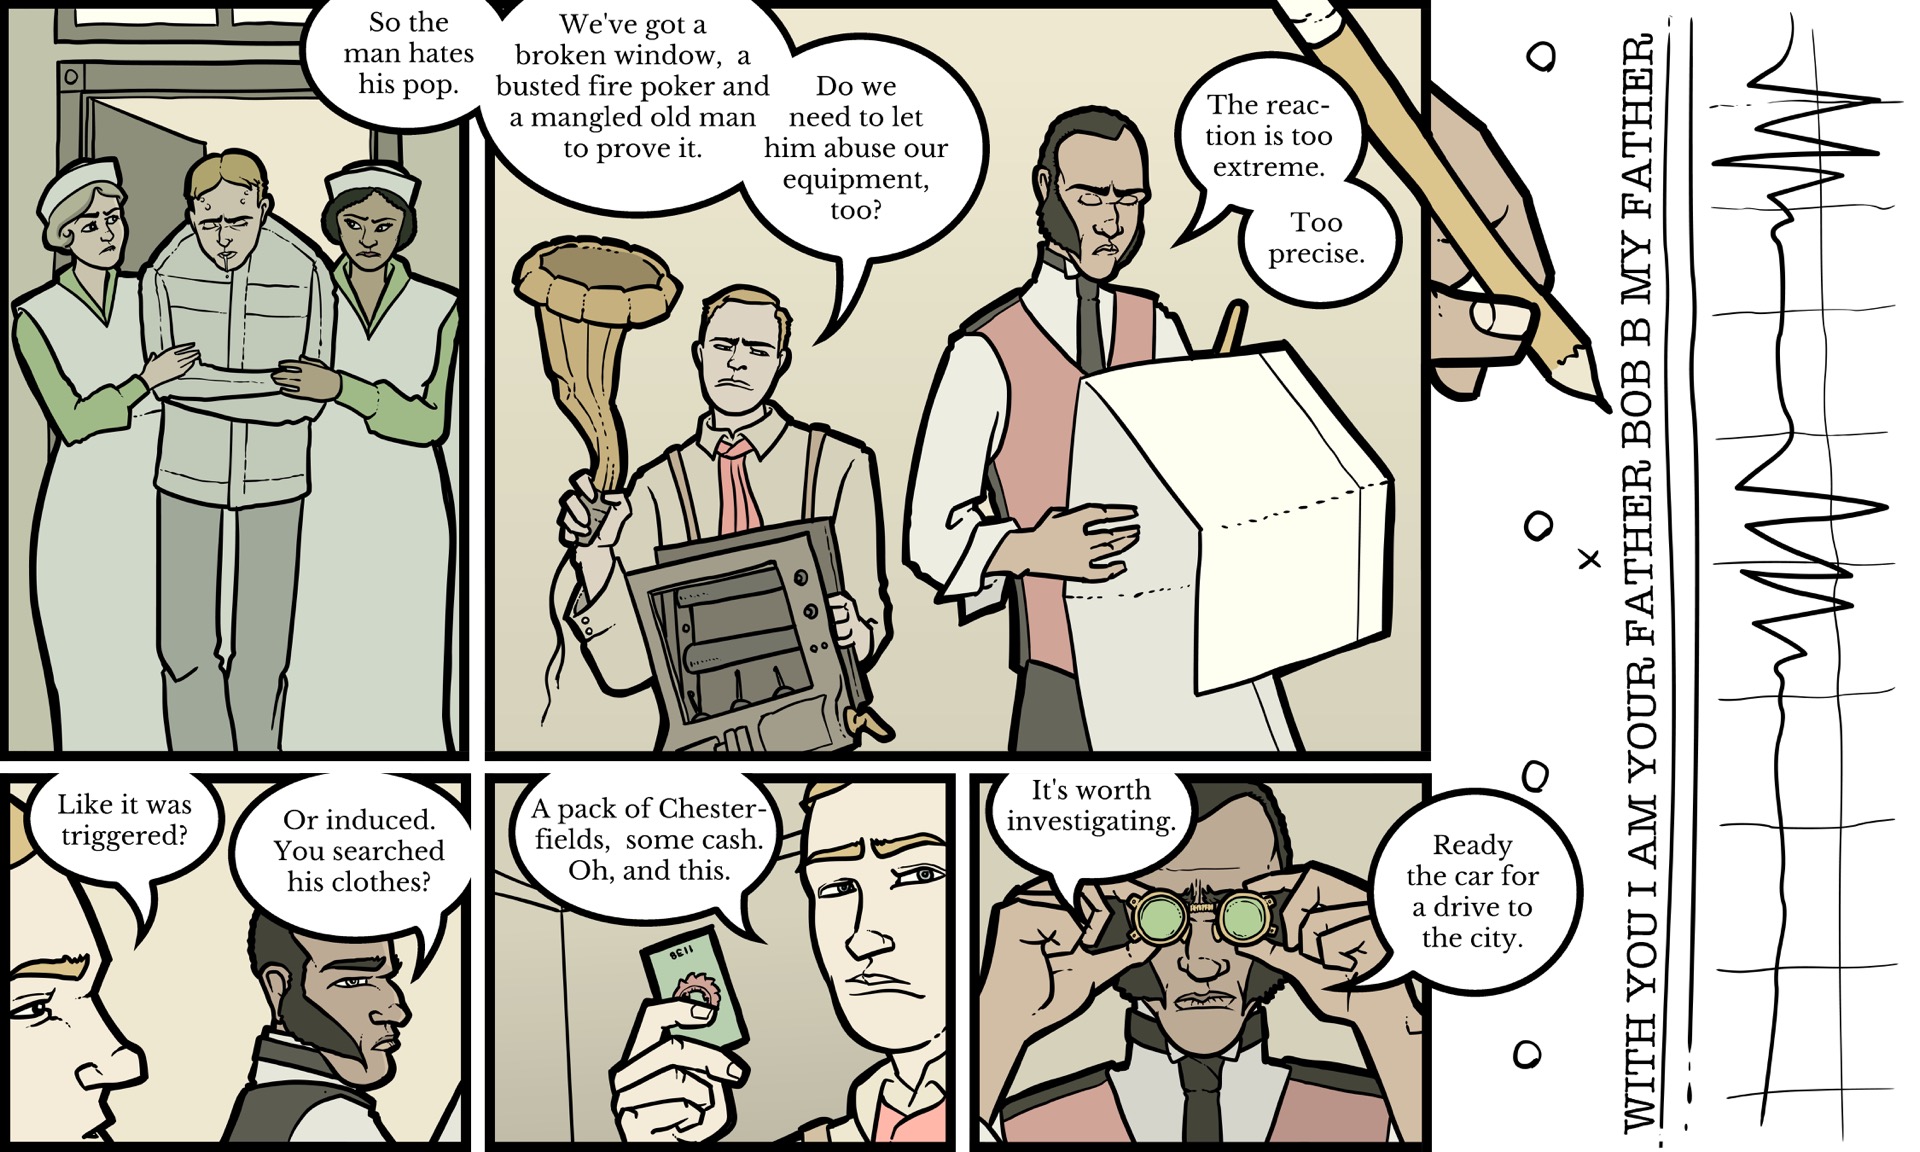 So the
man hates
his pop.
We've got a
broken window, a
busted fire poker and
a mangled old man
to prove it.
Do we
need to let
him abuse our
equipment,
too?
The reac-
tion is too
extreme.
Too
precise.
WITH YOU I AM YOUR FATHER BOB B MY FATHER
x
Like it was
triggered?
Or induced.
You searched
his clothes?
A pack of Chester-
fields, some cash.
Oh, and this.
1138
It's worth
investigating.
Ready
the car for
a drive to
the city.